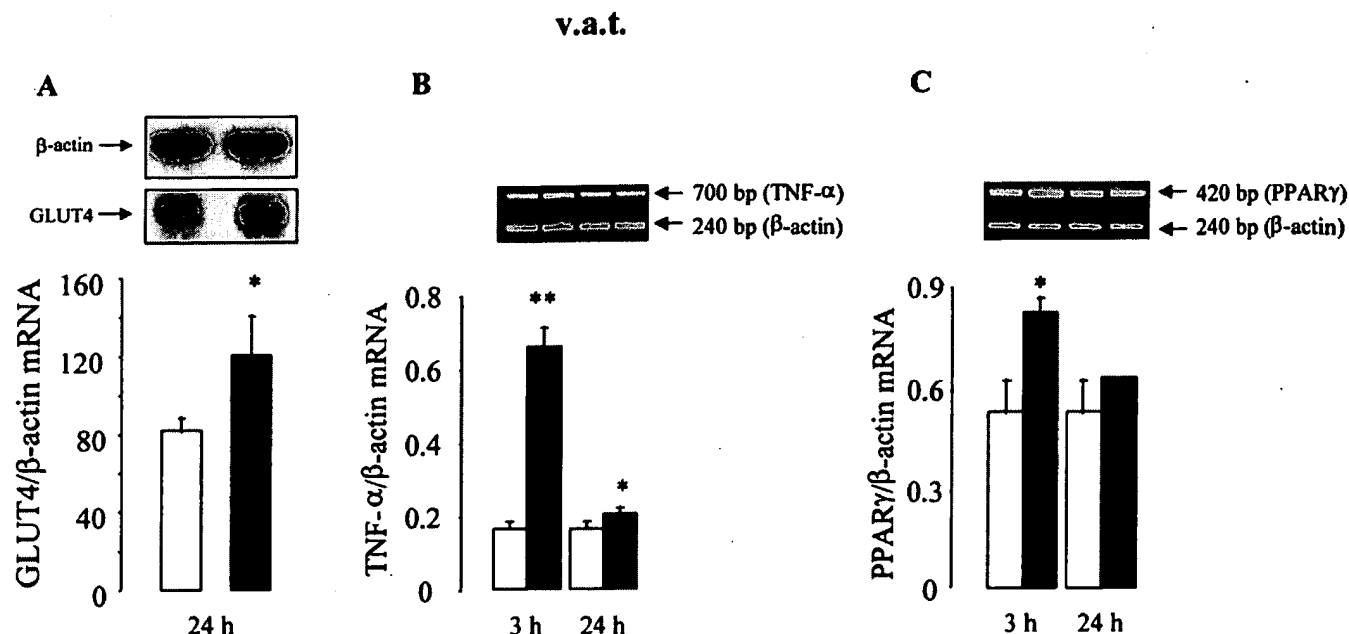 v.a.t.
A
β-actin
GLUT4
GLUT4/β-actin mRNA
160
*
120
80
40
0
24 h
B
700 bp (TNF-α)
240 bp (β-actin)
TNF-α/β-actin mRNA
0.8
**
0.6
0.4
*
0.2
0
3 h
24 h
C
420 bp (PPARγ)
240 bp (β-actin)
PPARγ/β-actin mRNA
0.9
*
0.6
0.3
0
3 h
24 h